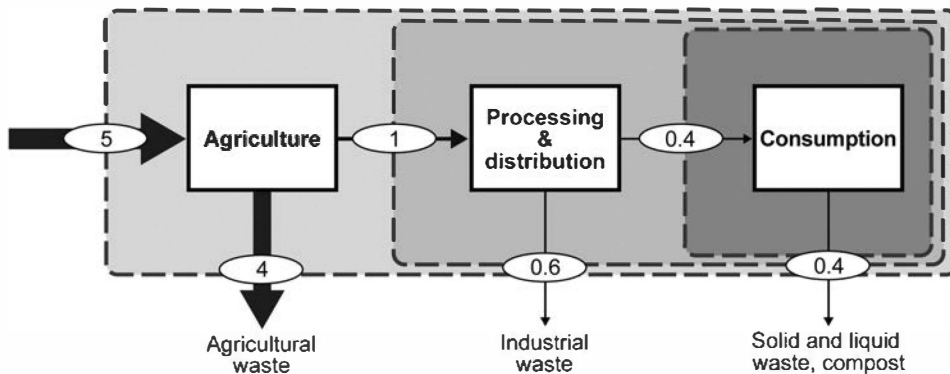 5
Agriculture
1
Processing
&
distribution
0.4
Consumption
4
0.6
0.4
Agricultural
waste
Industrial
waste
Solid and liquid
waste, compost